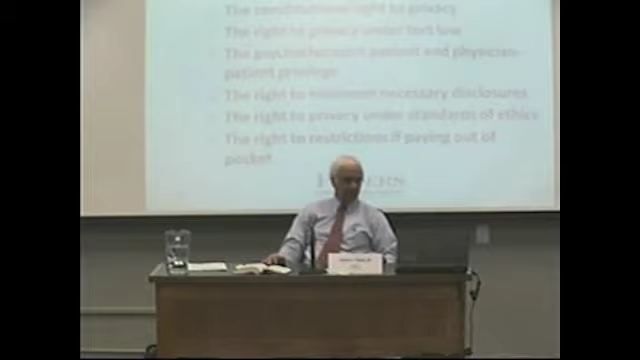 The constitutional right to privacy
The right to privacy under tort law
The psychotherapist patient and physician-
patient privilege
The right to minimum necessary disclosures
The right to privacy under standards of ethics
The right to restrictions if paying out of
pocket